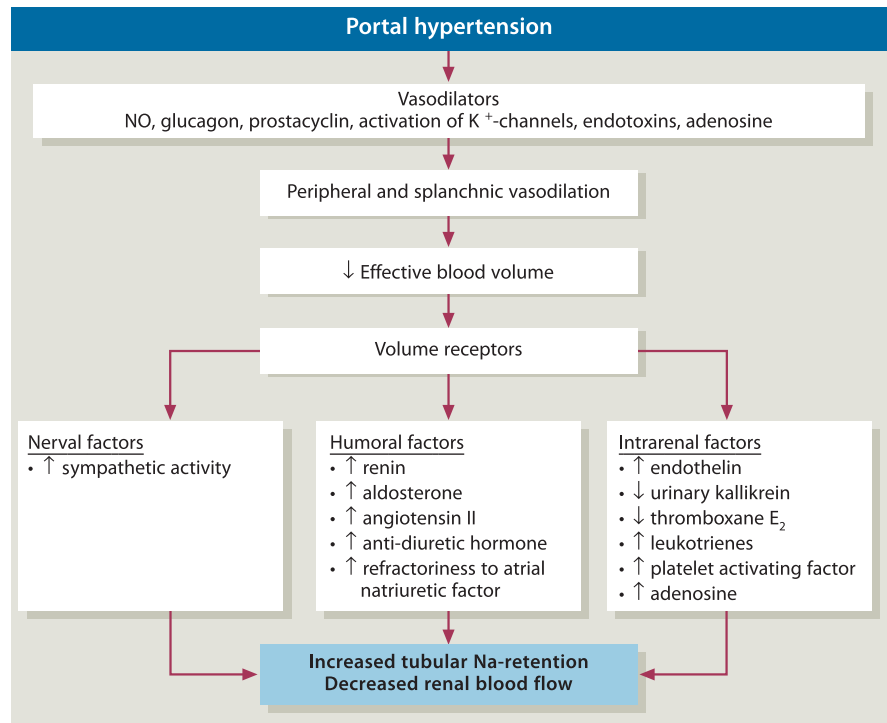 Portal hypertension
Vasodilators
NO, glucagon, prostacyclin, activation of K⁺-channels, endotoxins, adenosine
Peripheral and splanchnic vasodilation
↓ Effective blood volume
Volume receptors
Nerval factors
• ↑ sympathetic activity
Humoral factors
• ↑ renin
• ↑ aldosterone
• ↑ angiotensin II
• ↑ anti-diuretic hormone
• ↑ refractoriness to atrial
natriuretic factor
Intrarenal factors
• ↑ endothelin
• ↓ urinary kallikrein
• ↓ thromboxane E₂
• ↑ leukotrienes
• ↑ platelet activating factor
• ↑ adenosine
Increased tubular Na-retention
Decreased renal blood flow